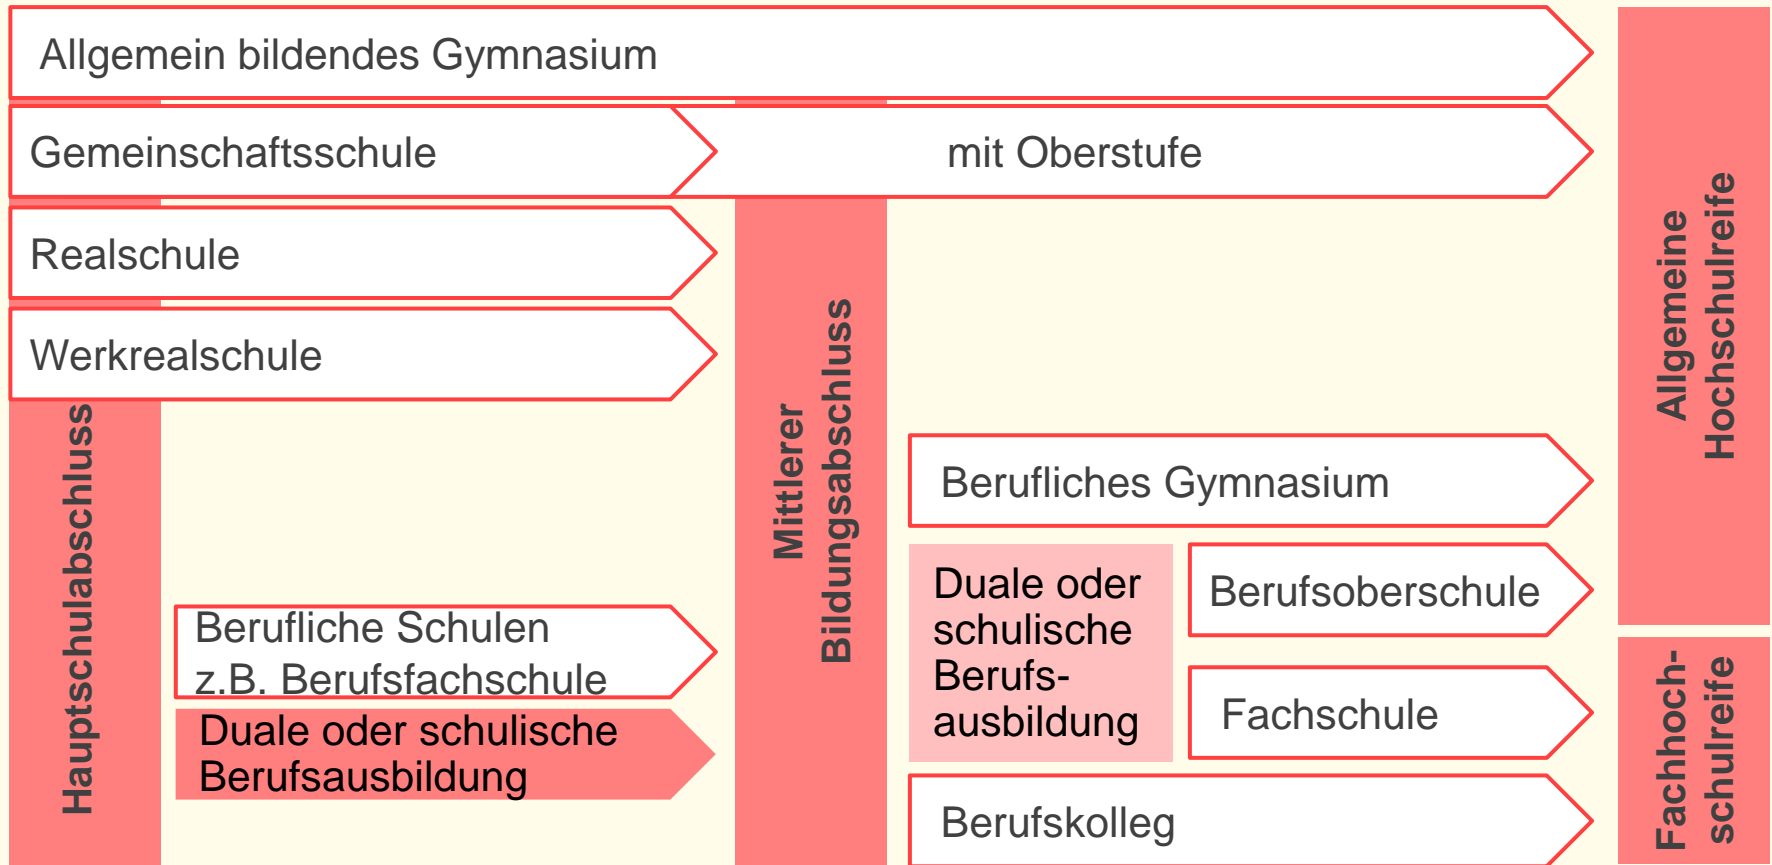 Allgemein bildendes Gymnasium
Gemeinschaftsschule
mit Oberstufe
Realschule
Werkrealschule
Hauptschulabschluss
Berufliche Schulen
z.B. Berufsfachschule
Duale oder schulische
Berufsausbildung
Mittlerer
Bildungsabschluss
Berufliches Gymnasium
Duale oder
schulische
Berufs-
ausbildung
Berufsoberschule
Fachschule
Berufskolleg
Allgemeine
Hochschulreife
Fachhoch-
schulreife